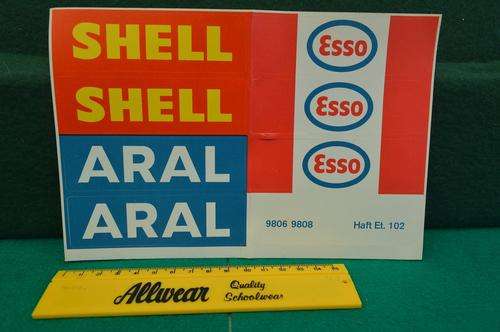 SHELL
SHELL
ARAL
ARAL
Esso
Esso
Esso
9806 9808 Haft Et. 102
Allwear Quality
Schoolwear